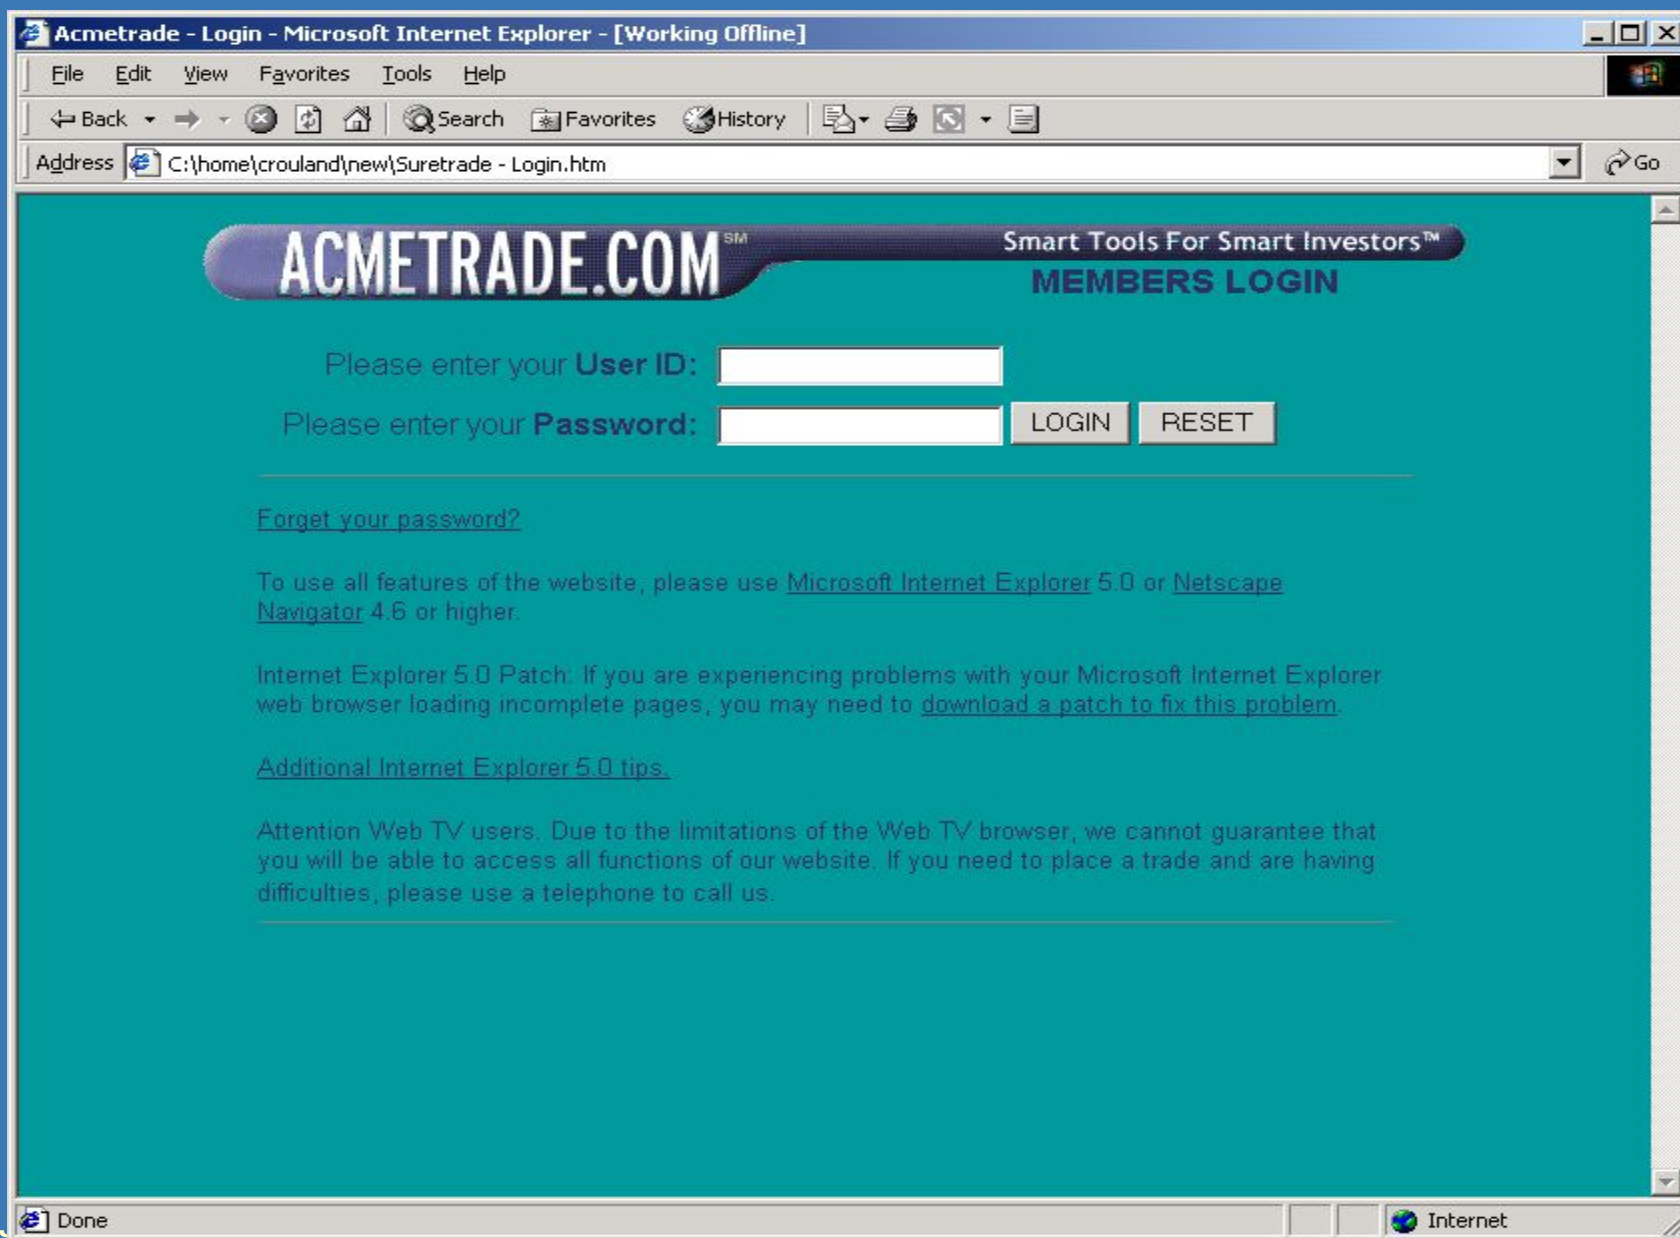 Acmetrade - Login - Microsoft Internet Explorer - [Working Offline]
File Edit View Favorites Tools Help
Back Search Favorites History
Address C:\home\crouland\new\Suretrade - Login.htm Go
ACMETRADE.COM℠ Smart Tools For Smart Investors™
MEMBERS LOGIN
Please enter your User ID:
Please enter your Password: LOGIN RESET
Forget your password?
To use all features of the website, please use Microsoft Internet Explorer 5.0 or Netscape
Navigator 4.6 or higher.
Internet Explorer 5.0 Patch: If you are experiencing problems with your Microsoft Internet Explorer
web browser loading incomplete pages, you may need to download a patch to fix this problem.
Additional Internet Explorer 5.0 tips.
Attention Web TV users. Due to the limitations of the Web TV browser, we cannot guarantee that
you will be able to access all functions of our website. If you need to place a trade and are having
difficulties, please use a telephone to call us.
Done Internet